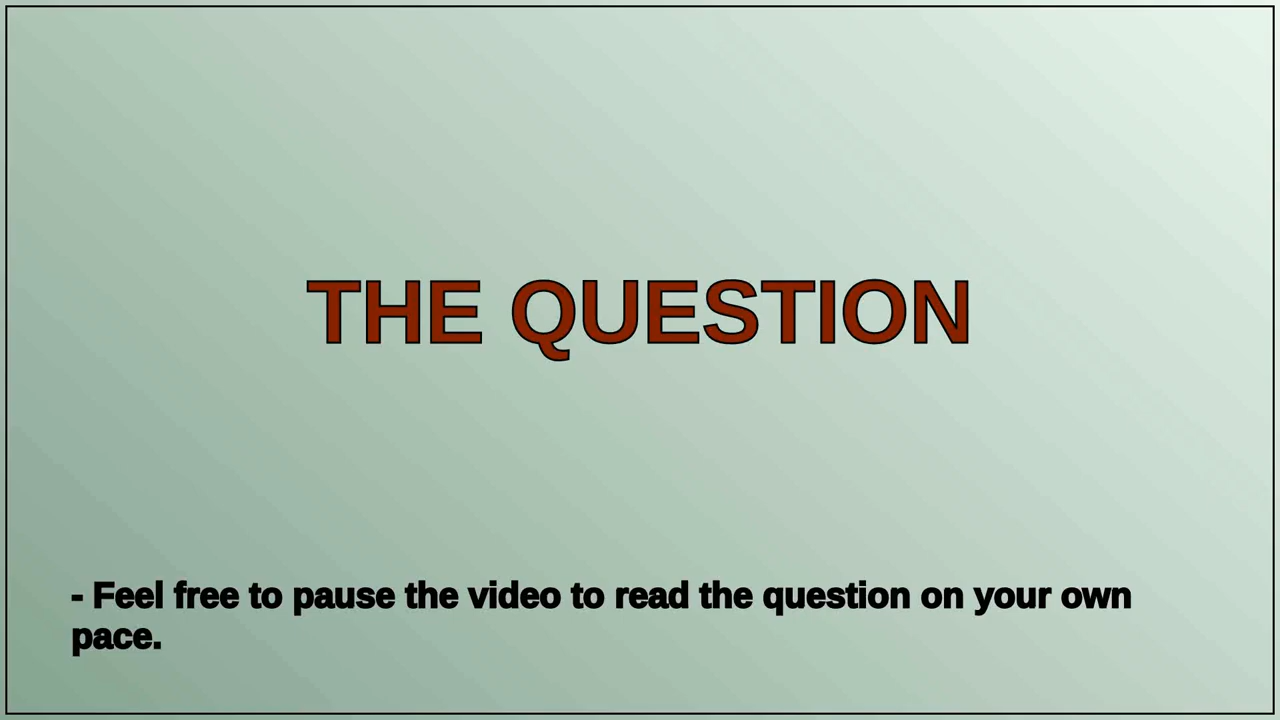 THE QUESTION
- Feel free to pause the video to read the question on your own
pace.